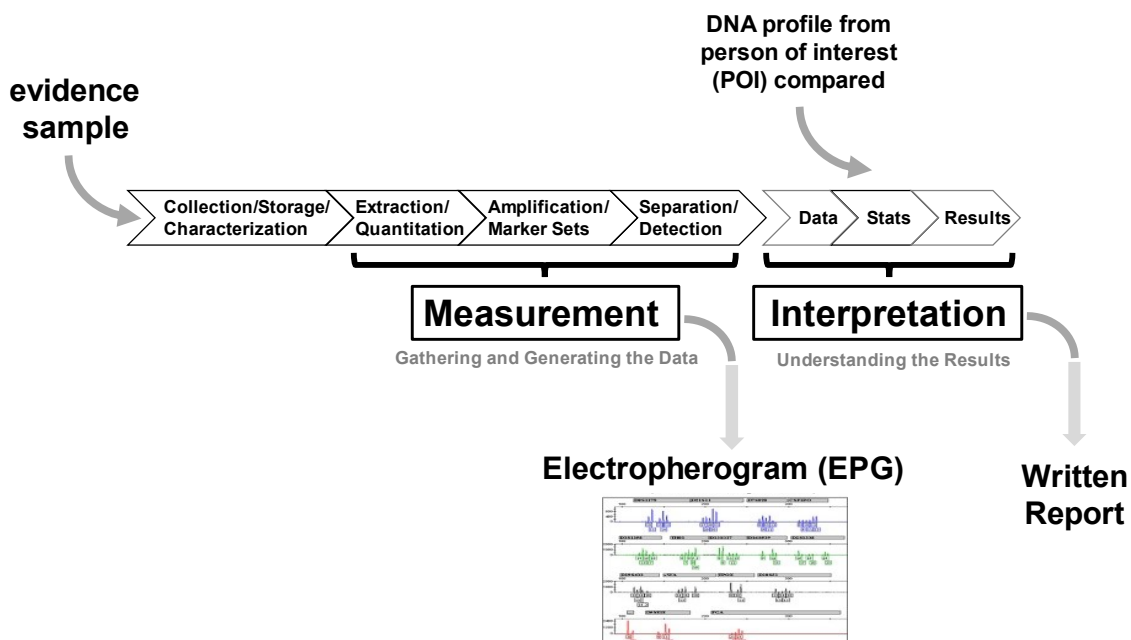 DNA profile from
person of interest
(POI) compared
evidence
sample
Collection/Storage/
Characterization
Extraction/
Quantitation
Amplification/
Marker Sets
Separation/
Detection
Data
Stats
Results
Measurement
Interpretation
Gathering and Generating the Data
Understanding the Results
Electropherogram (EPG)
Written
Report